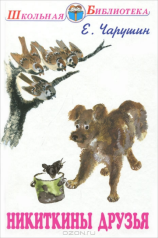 Школьная Библиотека
Е. Чарушин
НИКИТКИНЫ ДРУЗЬЯ